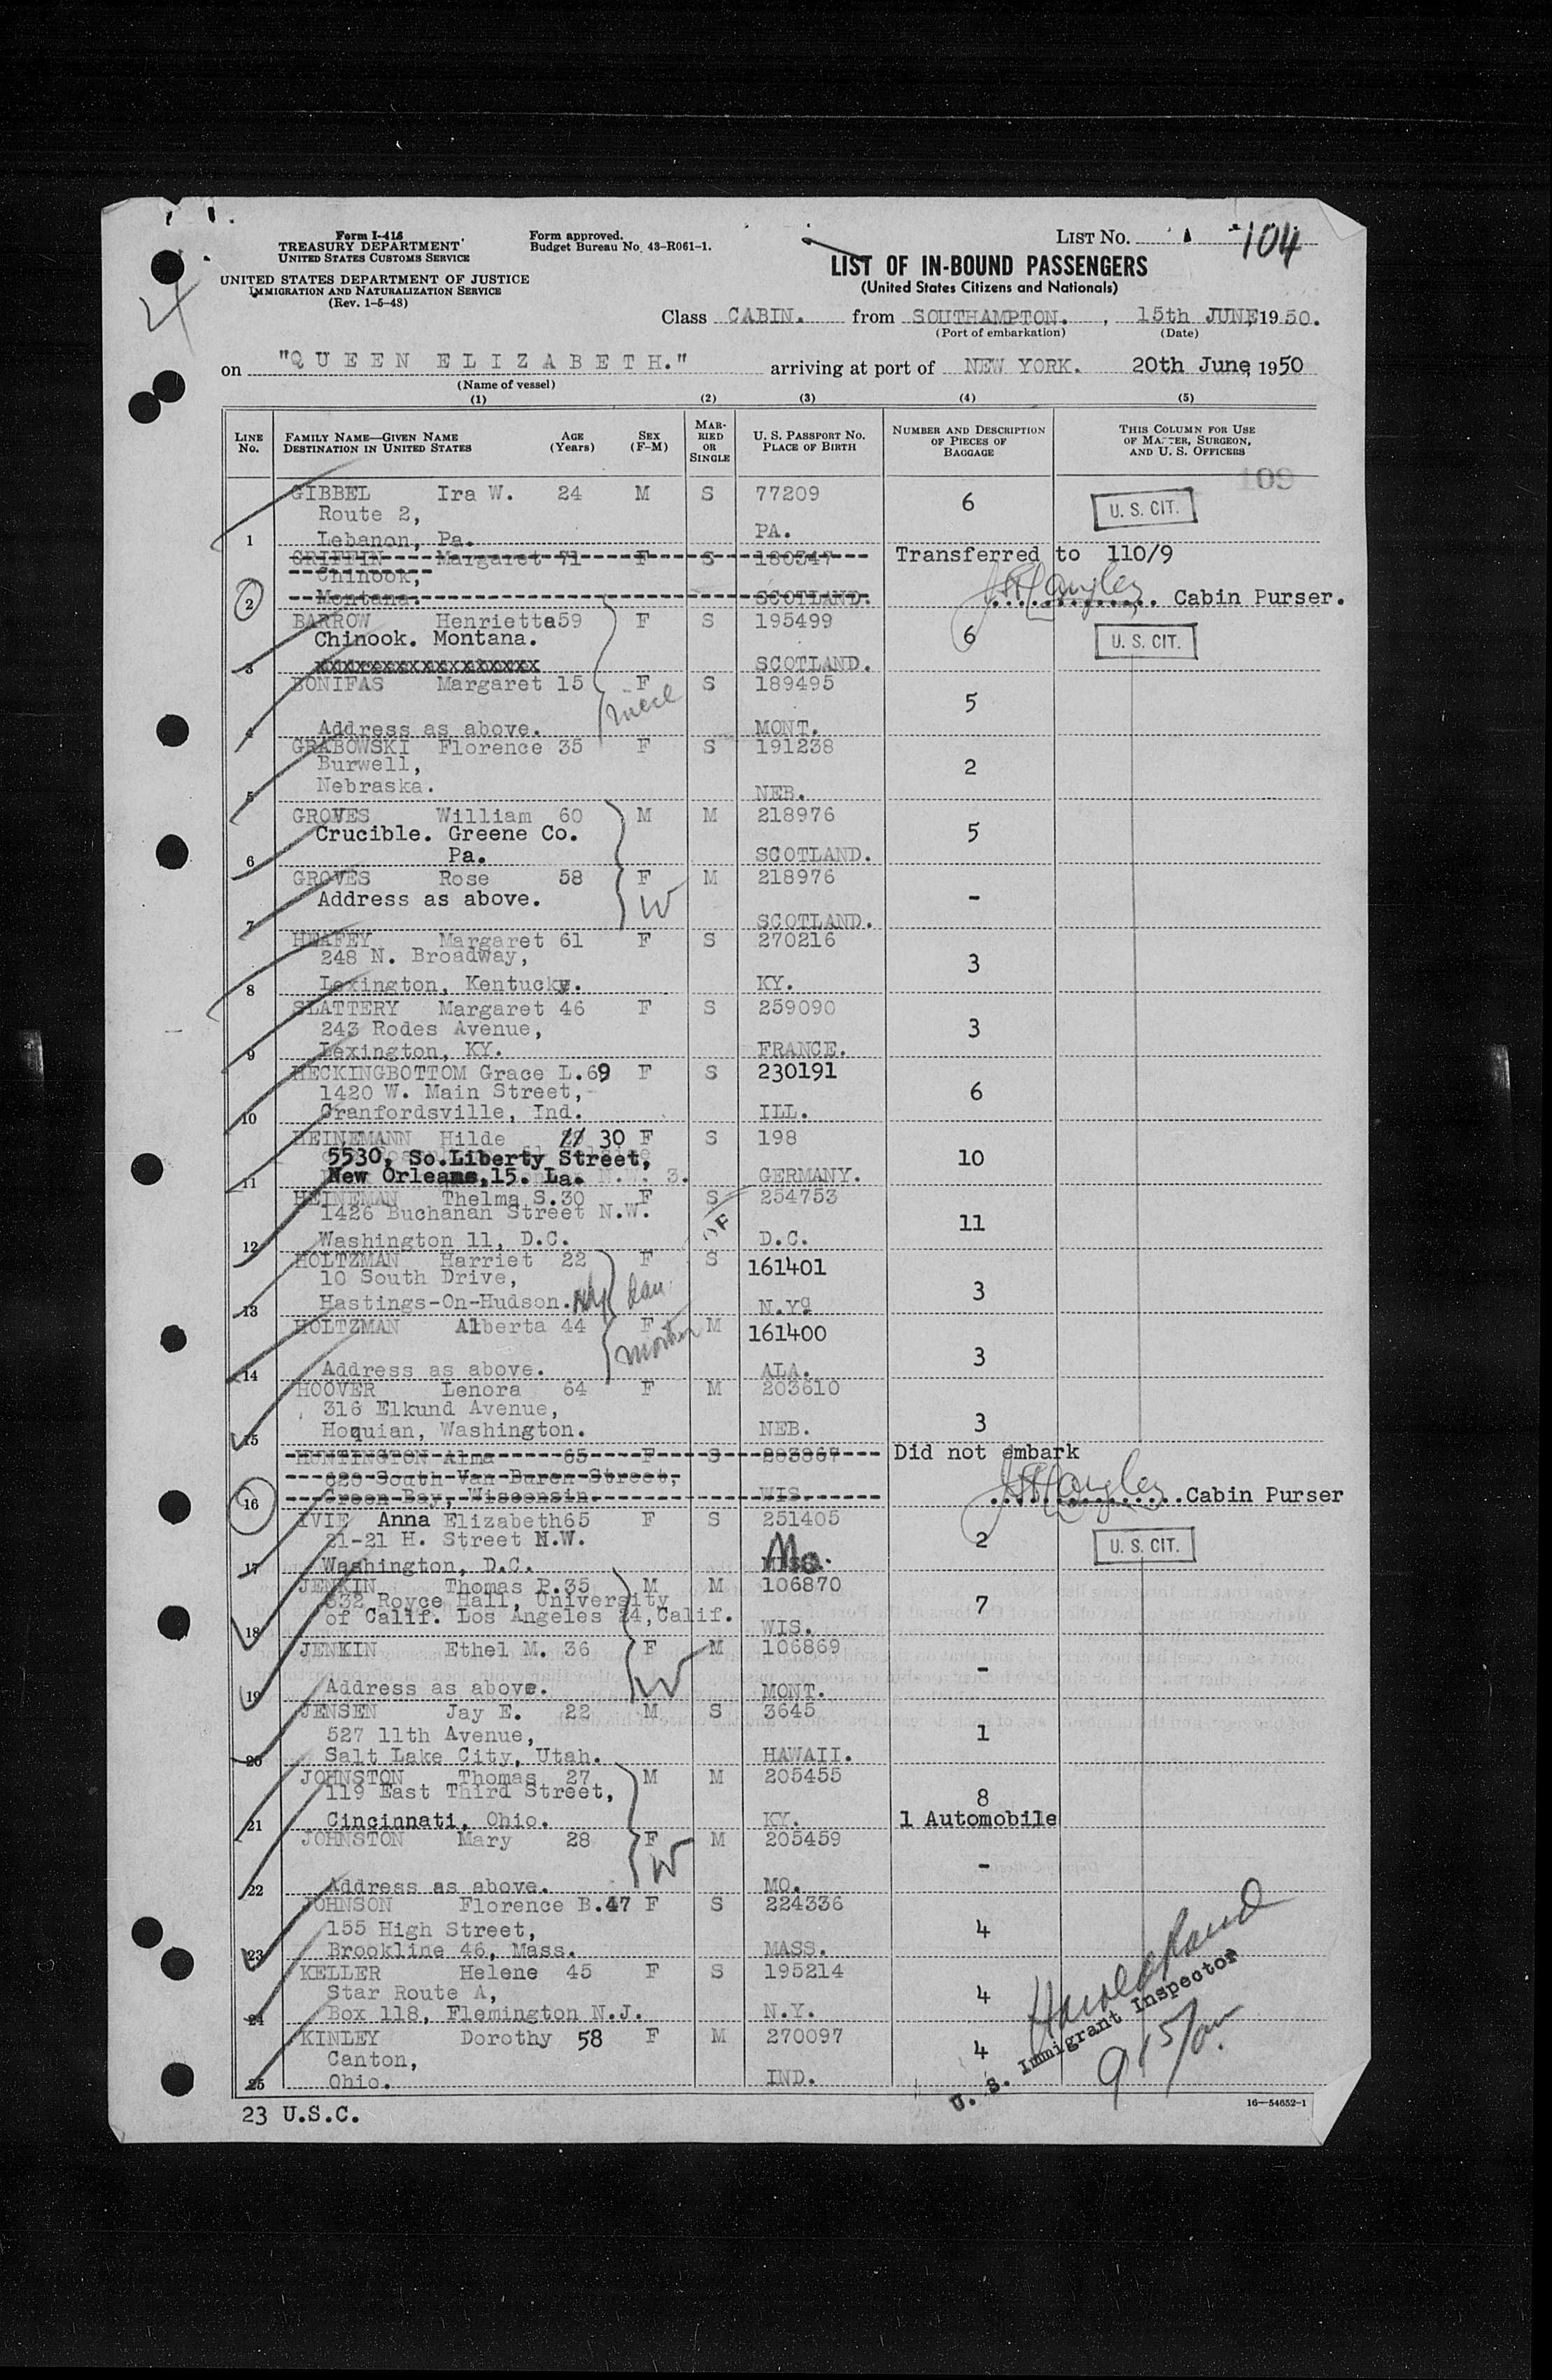 Form I-418
TREASURY DEPARTMENT
UNITED STATES CUSTOMS SERVICE
UNITED STATES DEPARTMENT OF JUSTICE
IMMIGRATION AND NATURALIZATION SERVICE
(Rev. 1-5-48)
Form approved.
Budget Bureau No. 43-R061-1.
LIST NO. 104
LIST OF IN-BOUND PASSENGERS
(United States Citizens and Nationals)
Class CABIN. from SOUTHAMPTON. , 15th JUNE, 1950.
(Port of embarkation) (Date)
on "QUEEN ELIZABETH." arriving at port of NEW YORK. 20th June, 1950
(Name of vessel)
(1) (2) (3) (4) (5)
LINE No. FAMILY NAME—GIVEN NAME DESTINATION IN UNITED STATES AGE (Years) SEX (F-M) MARRIED OR SINGLE U. S. PASSPORT NO. PLACE OF BIRTH NUMBER AND DESCRIPTION OF PIECES OF BAGGAGE THIS COLUMN FOR USE OF MASTER, SURGEON, AND U. S. OFFICERS
109
GIBBEL Ira W. 24 M S 77209 6 U. S. CIT.
Route 2,
1 Lebanon, Pa. PA.
GRIFFIN Margaret 71 F S 180347 Transferred to 110/9
Chinook,
2 Montana. SCOTLAND. Cabin Purser.
BARROW Henrietta 59 F S 195499 6 U. S. CIT.
Chinook. Montana.
3 xxxxxxxxxxxxxxxxxxxx SCOTLAND.
BONIFAS Margaret 15 F S 189495 5
niece
4 Address as above. MONT.
GRABOWSKI Florence 35 F S 191238 2
Burwell,
5 Nebraska. NEB.
GROVES William 60 M M 218976 5
Crucible. Greene Co.
6 Pa. SCOTLAND.
GROVES Rose 58 F M 218976 -
Address as above. W
7 SCOTLAND.
HEAFEY Margaret 61 F S 270216 3
248 N. Broadway,
8 Lexington, Kentucky. KY.
SLATTERY Margaret 46 F S 259090 3
243 Rodes Avenue,
9 Lexington, KY. FRANCE.
HECKINGBOTTOM Grace L. 69 F S 230191 6
1420 W. Main Street,
10 Cranfordsville, Ind. ILL.
HEINEMANN Hilde 30 F S 198 10
5530, So.Liberty Street,
11 New Orleans,15. La. GERMANY.
HEINEMAN Thelma S. 30 F S 254753 11
1426 Buchanan Street N.W.
12 Washington 11, D.C. D.C.
HOLTZMAN Harriet 22 F S 161401 3
10 South Drive,
13 Hastings-On-Hudson. NY dau N.Y.
HOLTZMAN Alberta 44 F M 161400 3
mother
14 Address as above. ALA.
HOOVER Lenora 64 F M 203610 3
316 Elkund Avenue,
15 Hoquian, Washington. NEB.
HUNTINGTON Alma 65 F S 203867 Did not embark
620 South Van Buren Street,
16 Green Bay, Wisconsin. WIS. Cabin Purser
IVIE Anna Elizabeth 65 F S 251405 2 U. S. CIT.
21-21 H. Street N.W.
17 Washington, D.C. Mo.
JENKIN Thomas P. 35 M M 106870 7
332 Royce Hall, University
of Calif. Los Angeles 24, Calif.
18 WIS.
JENKIN Ethel M. 36 F M 106869 -
W
19 Address as above. MONT.
JENSEN Jay E. 22 M S 3645 1
527 11th Avenue,
20 Salt Lake City, Utah. HAWAII.
JOHNSTON Thomas 27 M M 205455 8
119 East Third Street,
21 Cincinnati, Ohio. KY. 1 Automobile
JOHNSTON Mary 28 F M 205459 -
W
22 Address as above. MO.
JOHNSON Florence B. 47 F S 224336 4
155 High Street,
23 Brookline 46, Mass. MASS.
KELLER Helene 45 F S 195214 4
Star Route A,
24 Box 118, Flemington N.J. N.Y.
KINLEY Dorothy 58 F M 270097 4
Canton,
25 Ohio. IND.
U. S. Immigrant Inspector
915/am
23 U.S.C.
16—54652-1